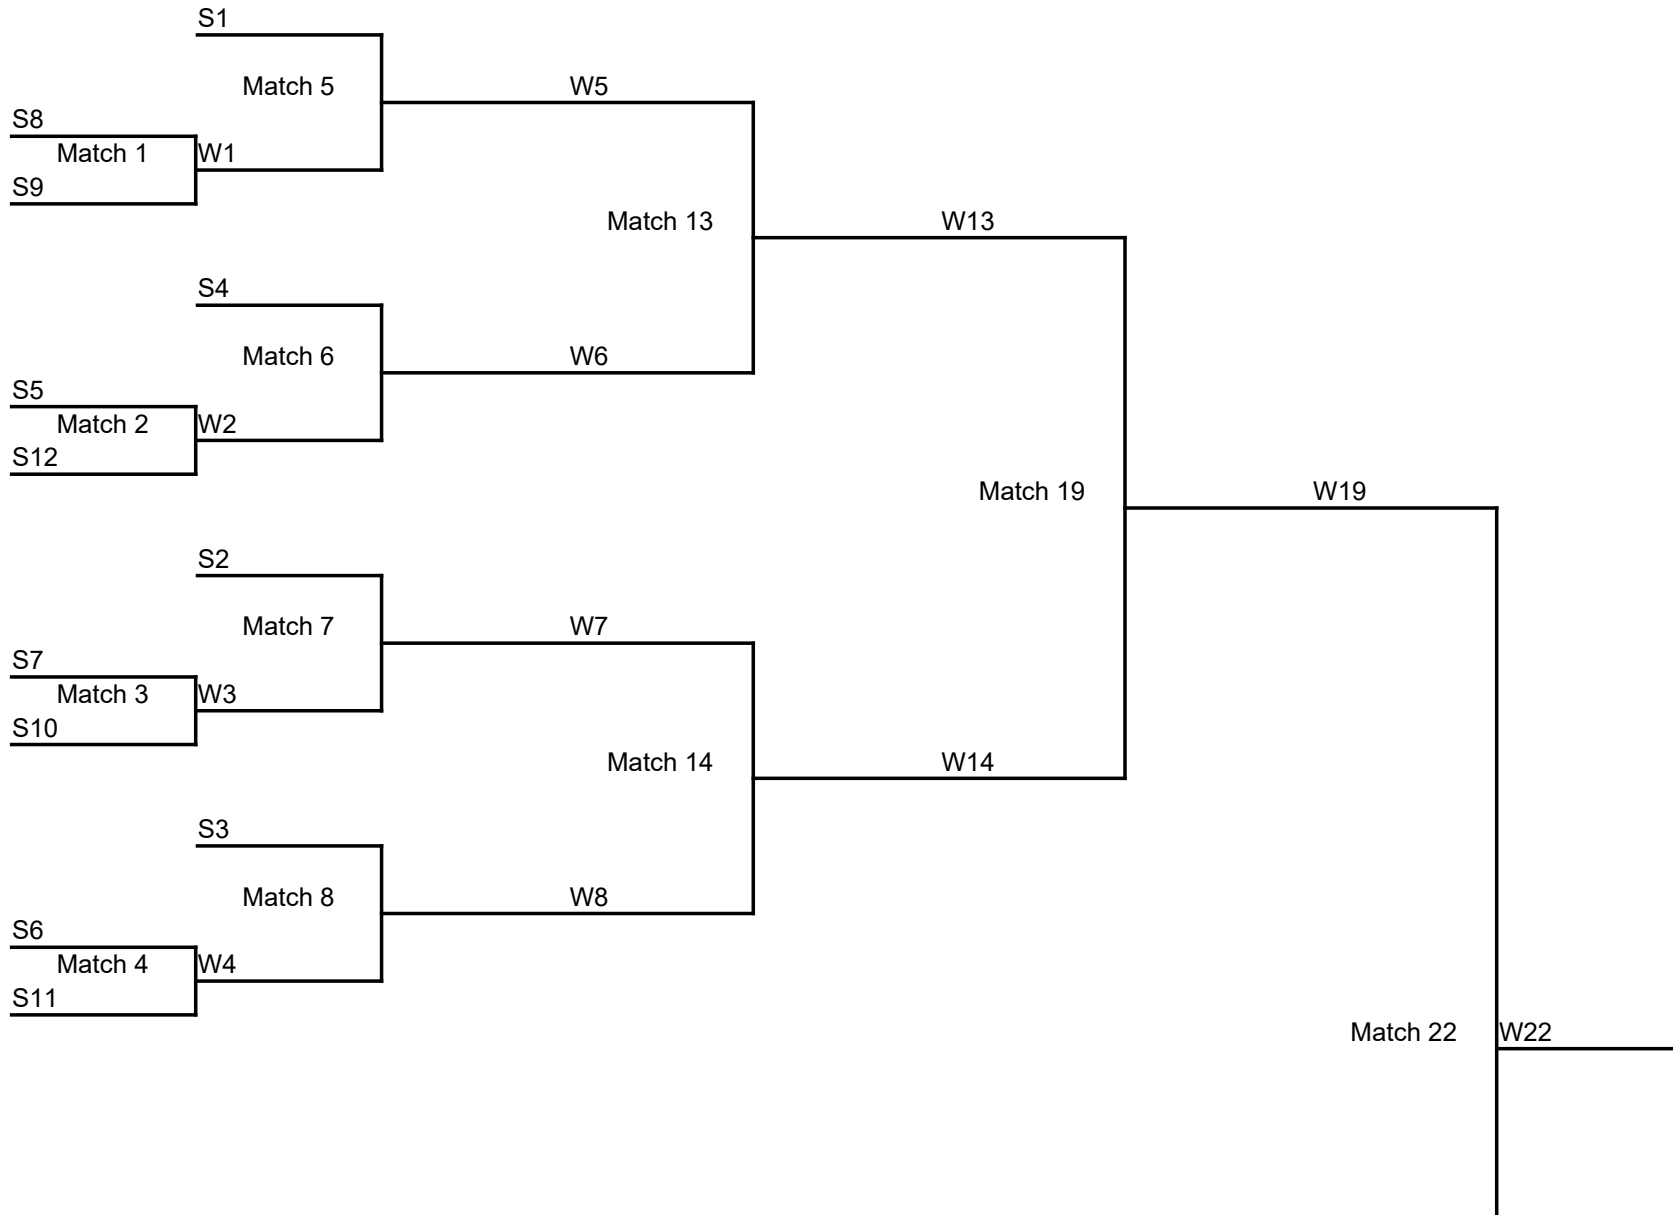 S1
Match 5
W5
S8
Match 1
W1
S9
Match 13
W13
S4
Match 6
W6
S5
Match 2
W2
S12
Match 19
W19
S2
Match 7
W7
S7
Match 3
W3
S10
Match 14
W14
S3
Match 8
W8
S6
Match 4
W4
S11
Match 22
W22